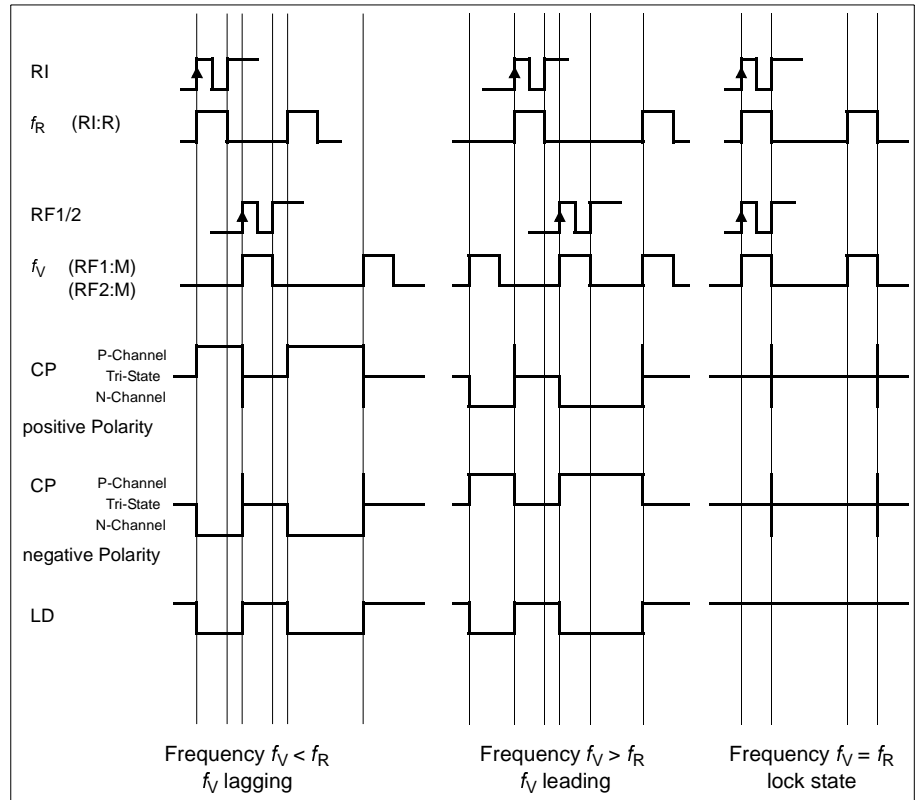 RI
fR (RI:R)
RF1/2
fV (RF1:M)
(RF2:M)
P-Channel
CP Tri-State
N-Channel
positive Polarity
P-Channel
CP Tri-State
N-Channel
negative Polarity
LD
Frequency fV < fR
fV lagging
Frequency fV > fR
fV leading
Frequency fV = fR
lock state